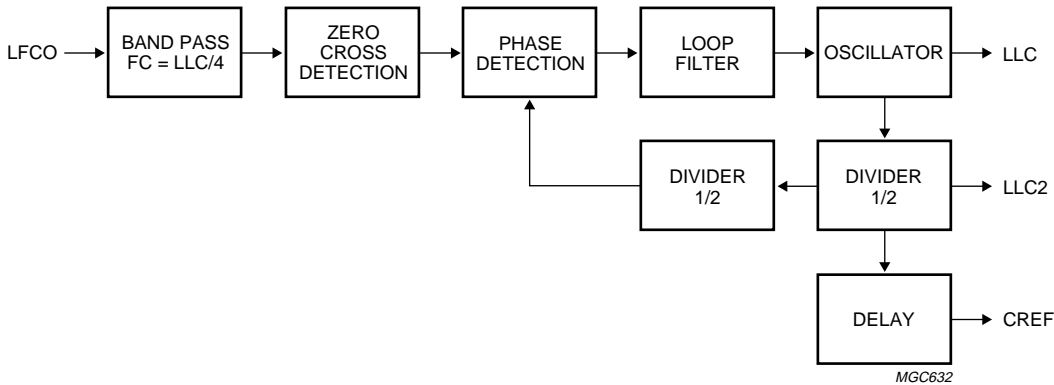 LFCO
BAND PASS
FC = LLC/4
ZERO
CROSS
DETECTION
PHASE
DETECTION
LOOP
FILTER
OSCILLATOR
LLC
DIVIDER
1/2
DIVIDER
1/2
LLC2
DELAY
CREF
MGC632